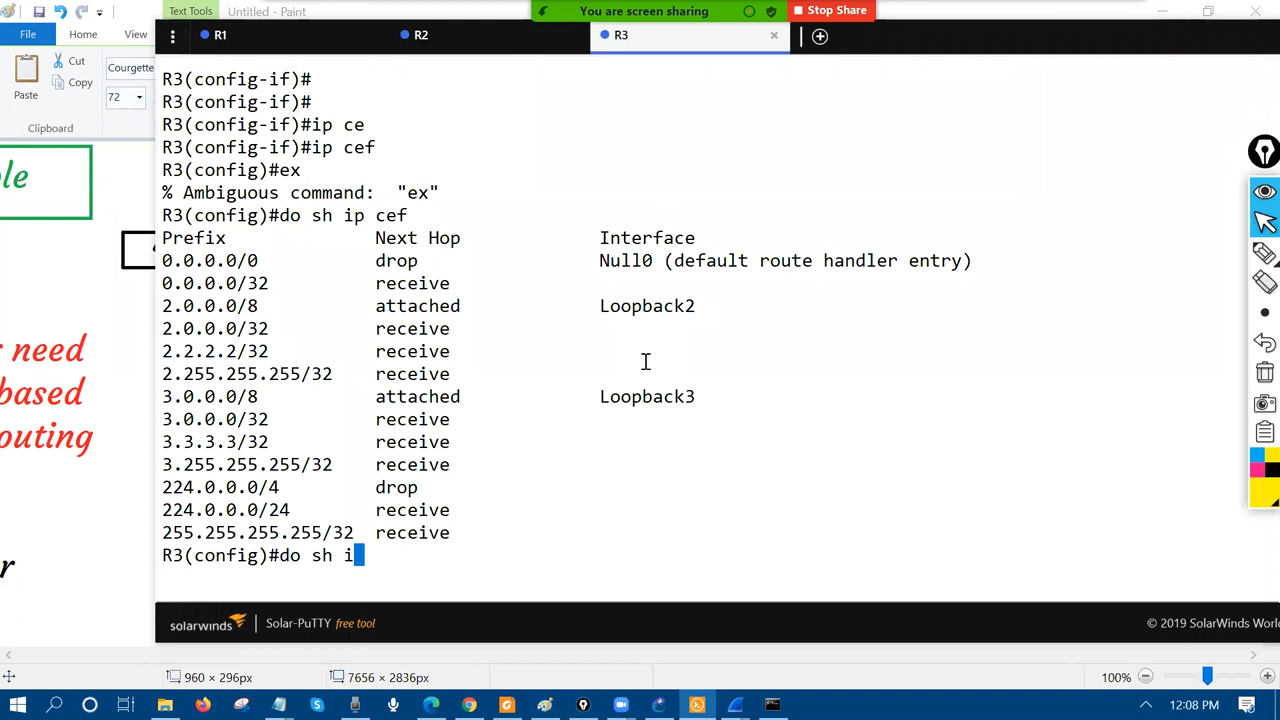 Text Tools
Untitled - Paint
You are screen sharing
Stop Share
File
Home
View
R1
R2
R3
Paste
Cut
Copy
Courgette
72
Clipboard
R3(config-if)#
R3(config-if)#
R3(config-if)#ip ce
R3(config-if)#ip cef
R3(config)#ex
% Ambiguous command:  "ex"
R3(config)#do sh ip cef
Prefix Next Hop Interface
0.0.0.0/0 drop Null0 (default route handler entry)
0.0.0.0/32 receive
2.0.0.0/8 attached Loopback2
2.0.0.0/32 receive
2.2.2.2/32 receive
2.255.255.255/32 receive
3.0.0.0/8 attached Loopback3
3.0.0.0/32 receive
3.3.3.3/32 receive
3.255.255.255/32 receive
224.0.0.0/4 drop
224.0.0.0/24 receive
255.255.255.255/32 receive
R3(config)#do sh i
ole
need
based
outing
r
solarwinds Solar-PuTTY free tool
© 2019 SolarWinds Worl
960 × 296px
7656 × 2836px
100%
12:08 PM